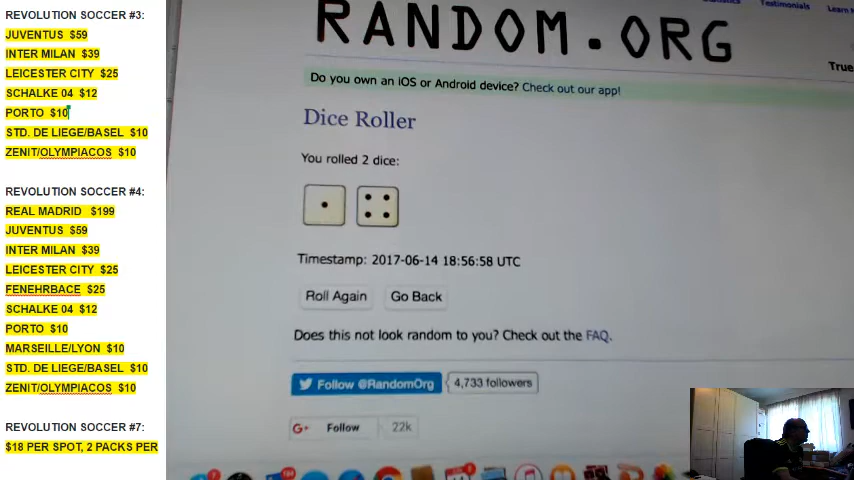 REVOLUTION SOCCER #3:
JUVENTUS $59
INTER MILAN $39
LEICESTER CITY $25
SCHALKE 04 $12
PORTO $10
STD. DE LIEGE/BASEL $10
ZENIT/OLYMPIACOS $10
REVOLUTION SOCCER #4:
REAL MADRID $199
JUVENTUS $59
INTER MILAN $39
LEICESTER CITY $25
FENEHRBACE $25
SCHALKE 04 $12
PORTO $10
MARSEILLE/LYON $10
STD. DE LIEGE/BASEL $10
ZENIT/OLYMPIACOS $10
REVOLUTION SOCCER #7:
$18 PER SPOT, 2 PACKS PER
Testimonials
Learn
RANDOM.ORG
True
Do you own an iOS or Android device? Check out our app!
Dice Roller
You rolled 2 dice:
Timestamp: 2017-06-14 18:56:58 UTC
Roll Again Go Back
Does this not look random to you? Check out the FAQ.
Follow @RandomOrg 4,733 followers
G+ Follow 22k